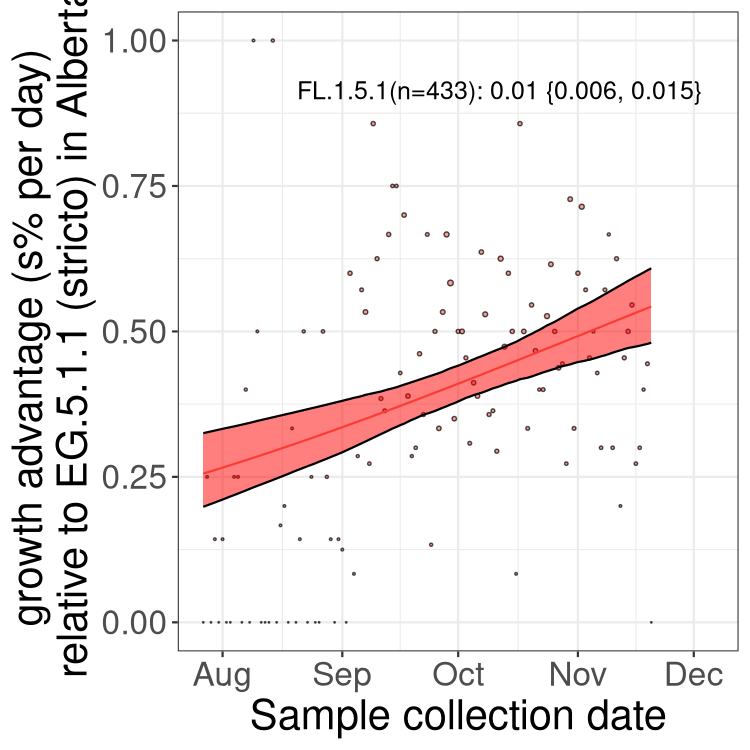 growth advantage (s% per day)
relative to EG.5.1.1 (stricto) in Alberta
1.00
0.75
0.50
0.25
0.00
FL.1.5.1(n=433): 0.01 {0.006, 0.015}
Aug Sep Oct Nov Dec
Sample collection date